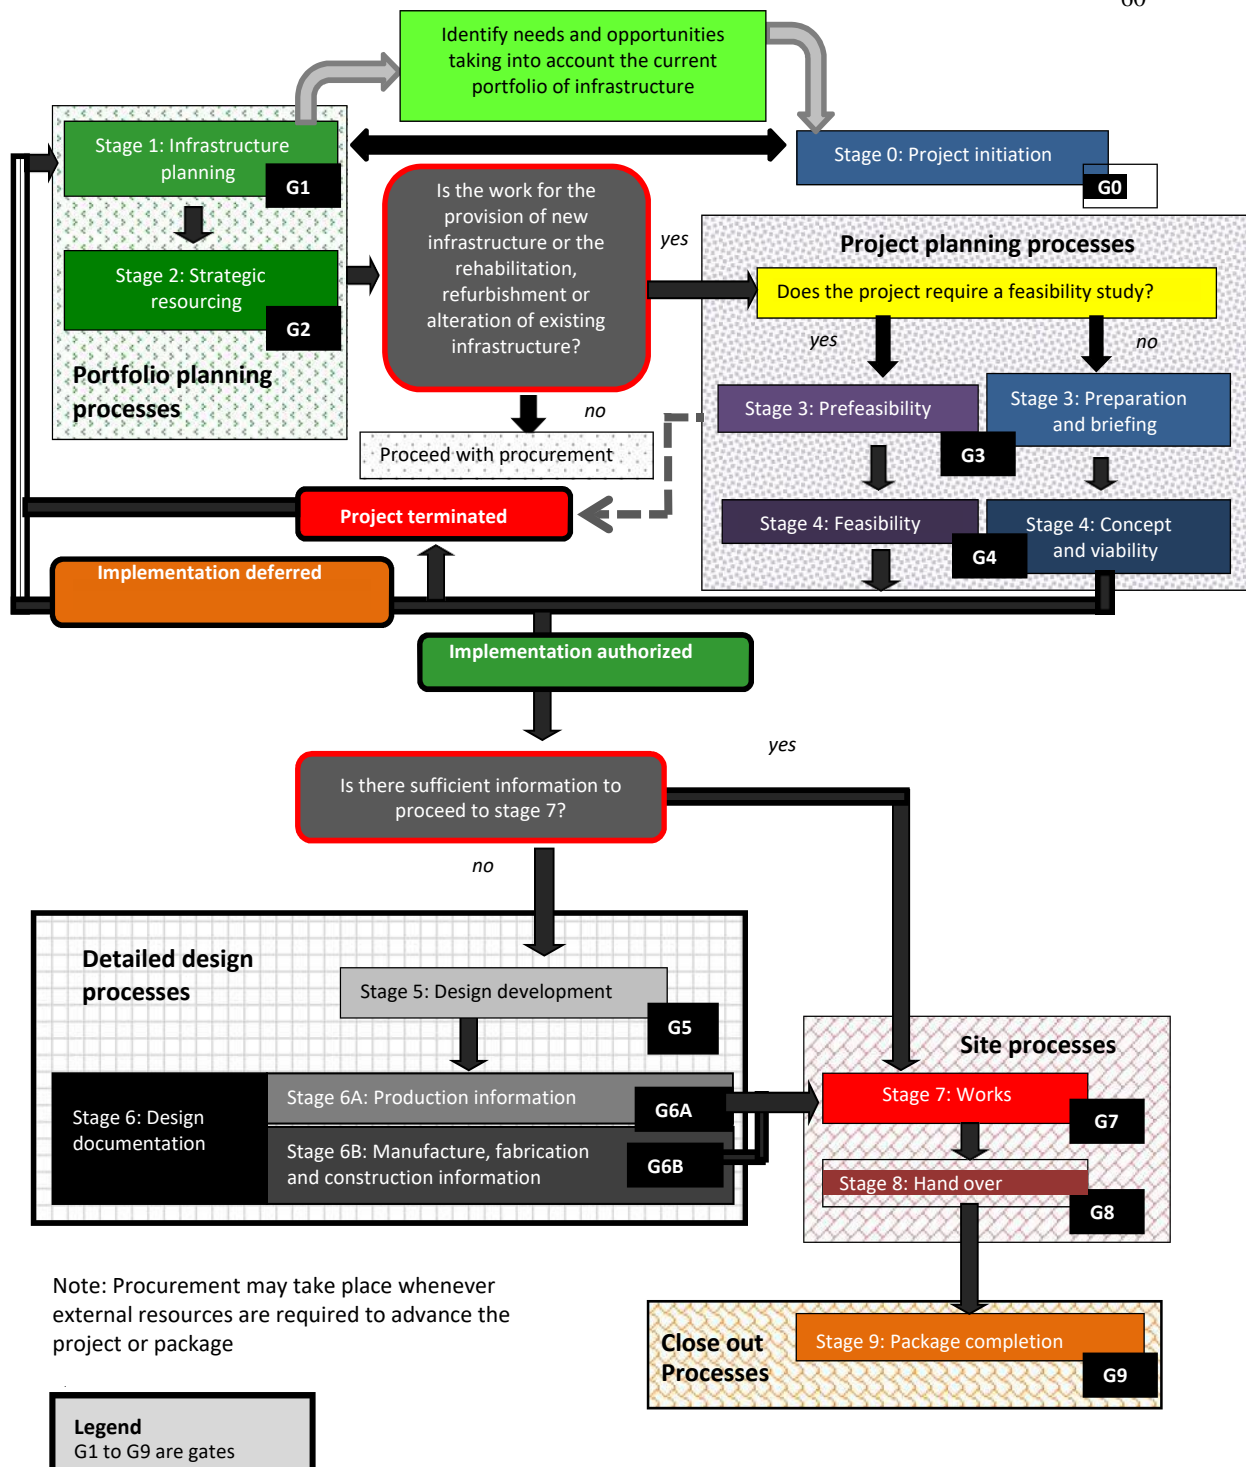 Identify needs and opportunities
taking into account the current
portfolio of infrastructure
Stage 1: Infrastructure
planning
G1
Stage 0: Project initiation
G0
Is the work for the
provision of new
infrastructure or the
rehabilitation,
refurbishment or
alteration of existing
infrastructure?
yes
Project planning processes
Stage 2: Strategic
resourcing
G2
Does the project require a feasibility study?
yes
no
Portfolio planning
processes
no
Stage 3: Prefeasibility
Stage 3: Preparation
and briefing
G3
Proceed with procurement
Project terminated
Stage 4: Feasibility
Stage 4: Concept
and viability
G4
Implementation deferred
Implementation authorized
yes
Is there sufficient information to
proceed to stage 7?
no
Detailed design
processes
Stage 5: Design development
G5
Site processes
Stage 6: Design
documentation
Stage 6A: Production information
G6A
Stage 6B: Manufacture, fabrication
and construction information
G6B
Stage 7: Works
G7
Stage 8: Hand over
G8
Note: Procurement may take place whenever
external resources are required to advance the
project or package
Close out
Processes
Stage 9: Package completion
G9
Legend
G1 to G9 are gates